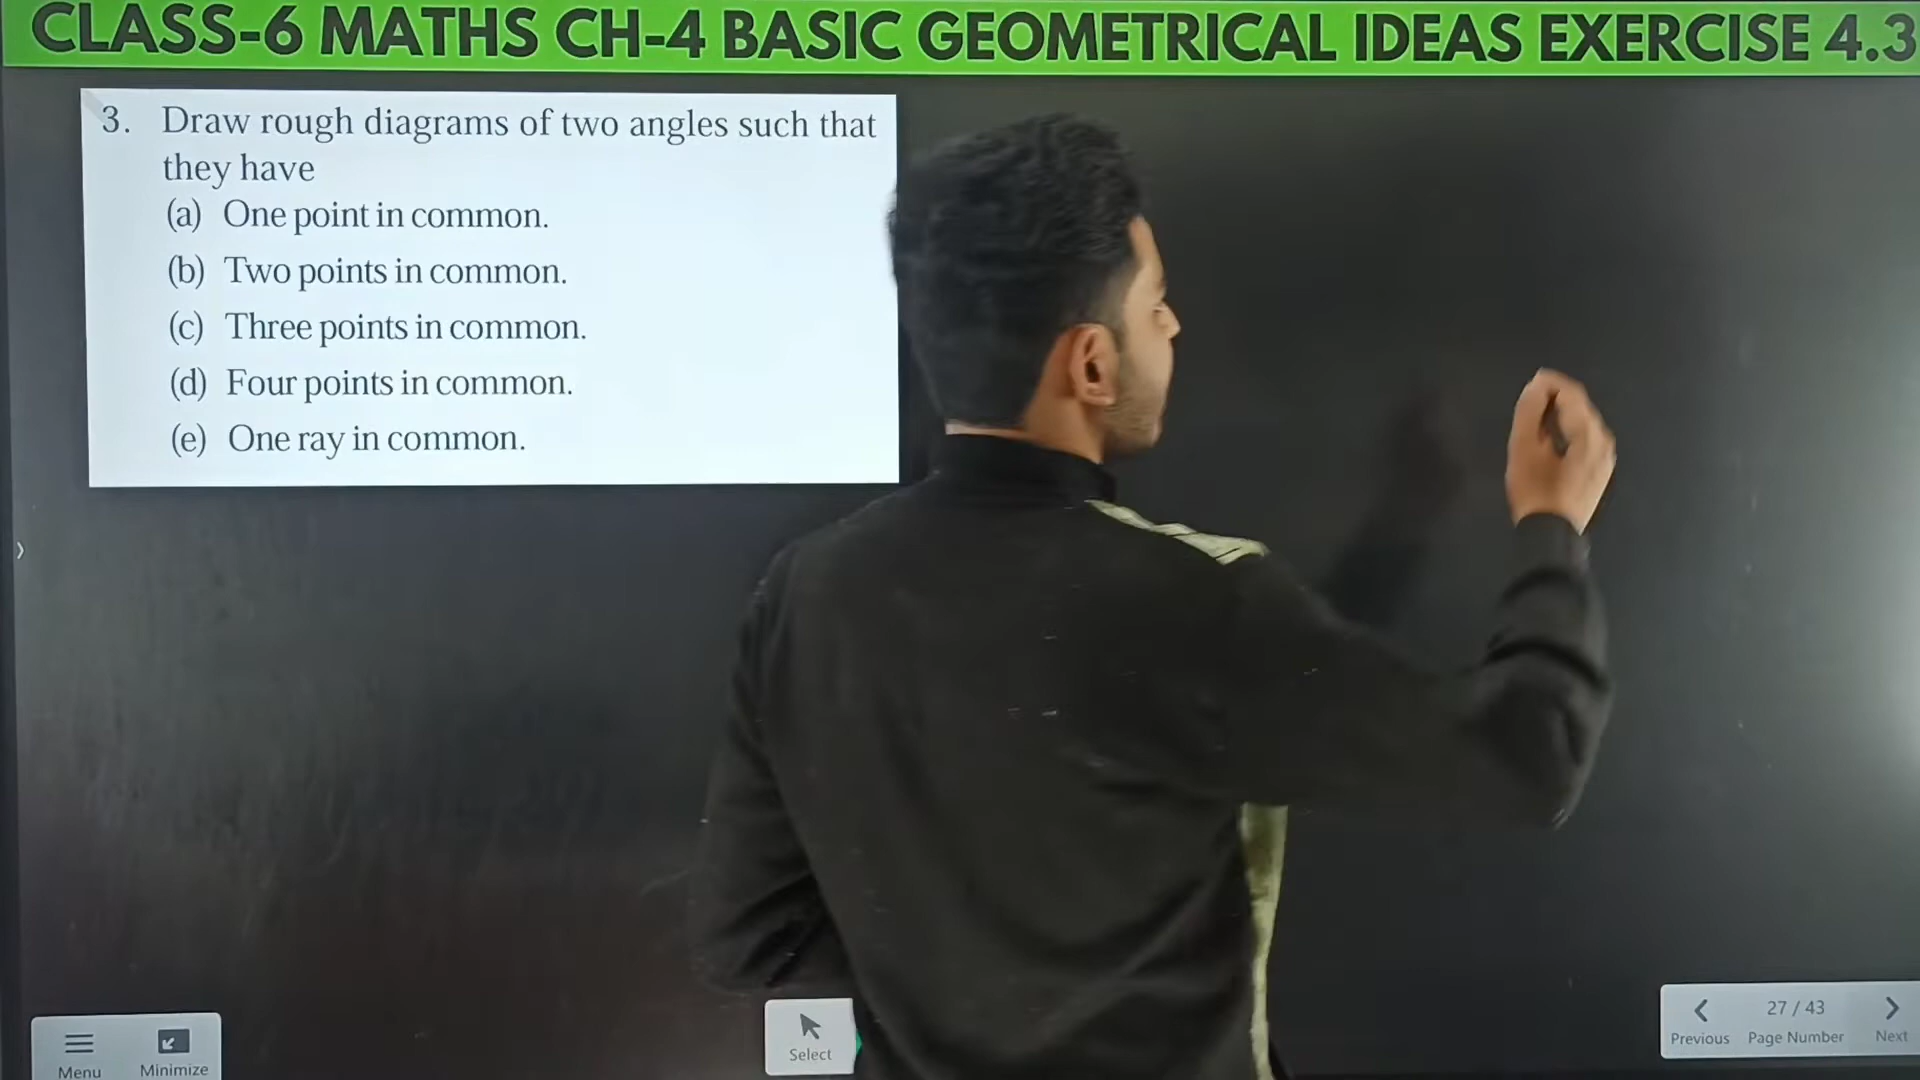 CLASS-6 MATHS CH-4 BASIC GEOMETRICAL IDEAS EXERCISE 4.3
3. Draw rough diagrams of two angles such that
they have
(a) One point in common.
(b) Two points in common.
(c) Three points in common.
(d) Four points in common.
(e) One ray in common.
Menu
Minimize
Select
Previous
27 / 43
Page Number
Next